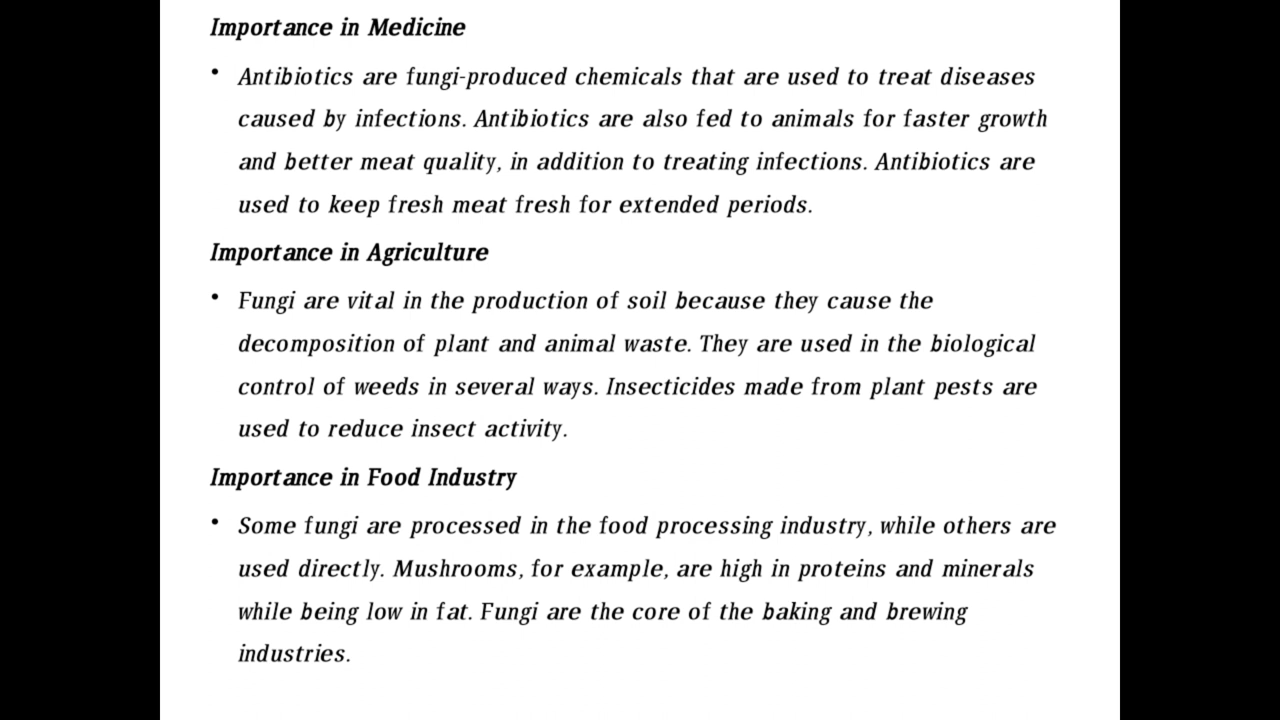 Importance in Medicine
• Antibiotics are fungi-produced chemicals that are used to treat diseases
caused by infections. Antibiotics are also fed to animals for faster growth
and better meat quality, in addition to treating infections. Antibiotics are
used to keep fresh meat fresh for extended periods.
Importance in Agriculture
• Fungi are vital in the production of soil because they cause the
decomposition of plant and animal waste. They are used in the biological
control of weeds in several ways. Insecticides made from plant pests are
used to reduce insect activity.
Importance in Food Industry
• Some fungi are processed in the food processing industry, while others are
used directly. Mushrooms, for example, are high in proteins and minerals
while being low in fat. Fungi are the core of the baking and brewing
industries.